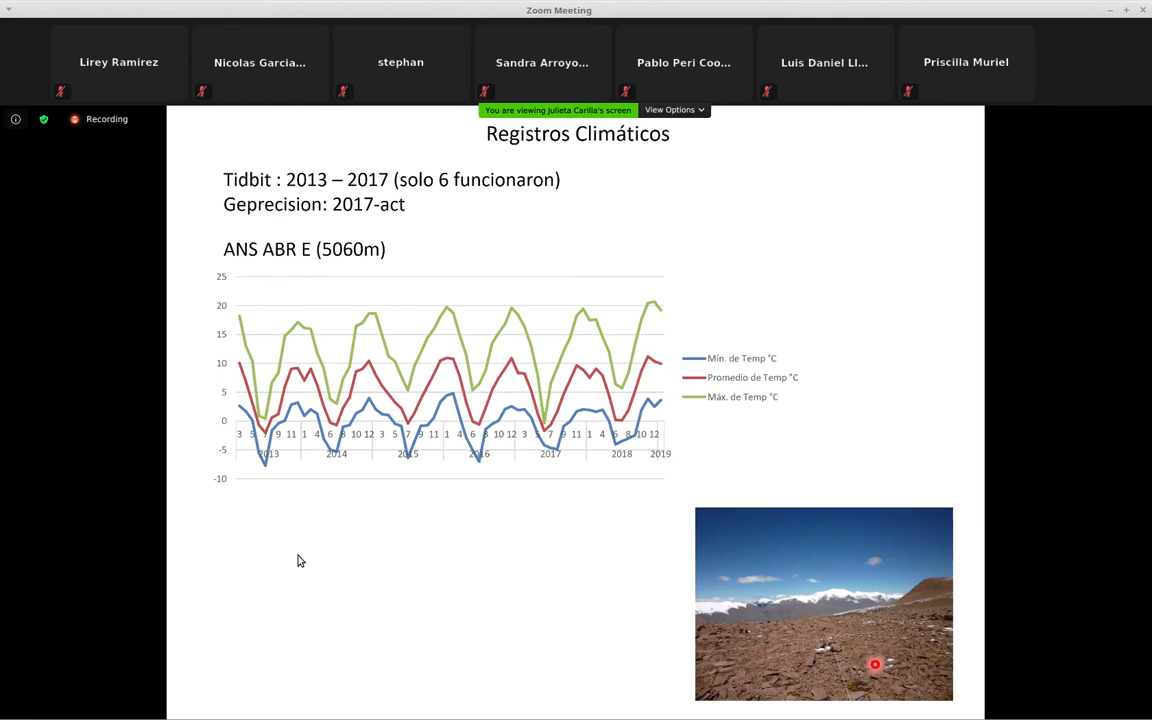 Zoom Meeting
Lirey Ramirez
Nicolas Garcia...
stephan
Sandra Arroyo...
Pablo Peri Coo...
Luis Daniel Ll...
Priscilla Muriel
You are viewing Julieta Carilla's screen
View Options
Recording
Registros Climáticos
Tidbit : 2013 – 2017 (solo 6 funcionaron)
Geprecision: 2017-act
ANS ABR E (5060m)
25
20
15
10
5
0
-5
-10
3 5 9 11 1 4 6 8 10 12 3 5 7 9 11 1 4 6 8 10 12 3 7 9 11 1 4 6 8 10 12
2013 2014 2015 2016 2017 2018 2019
Mín. de Temp °C
Promedio de Temp °C
Máx. de Temp °C